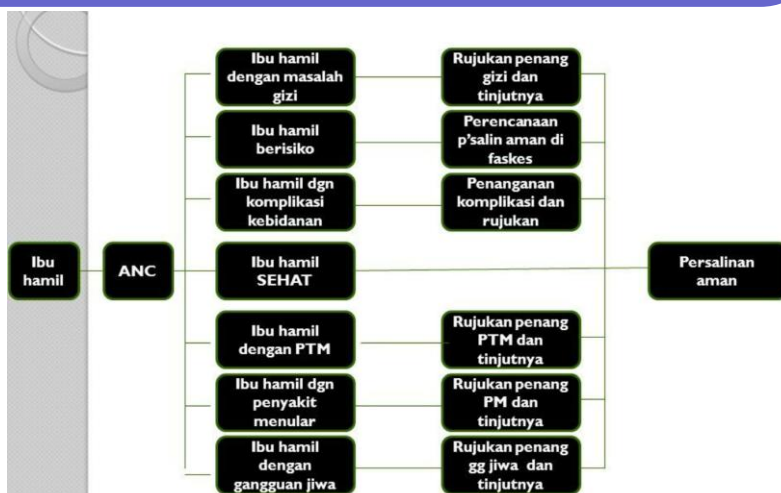 Ibu
hamil
ANC
Ibu hamil
dengan masalah
gizi
Rujukan penang
gizi dan
tinjutnya
Ibu hamil
berisiko
Perencanaan
p'salin aman di
faskes
Ibu hamil dgn
komplikasi
kebidanan
Penanganan
komplikasi dan
rujukan
Ibu hamil
SEHAT
Ibu hamil
dengan PTM
Rujukan penang
PTM dan
tinjutnya
Ibu hamil dgn
penyakit
menular
Rujukan penang
PM dan
tinjutnya
Ibu hamil
dengan
gangguan jiwa
Rujukan penang
gg jiwa dan
tinjutnya
Persalinan
aman